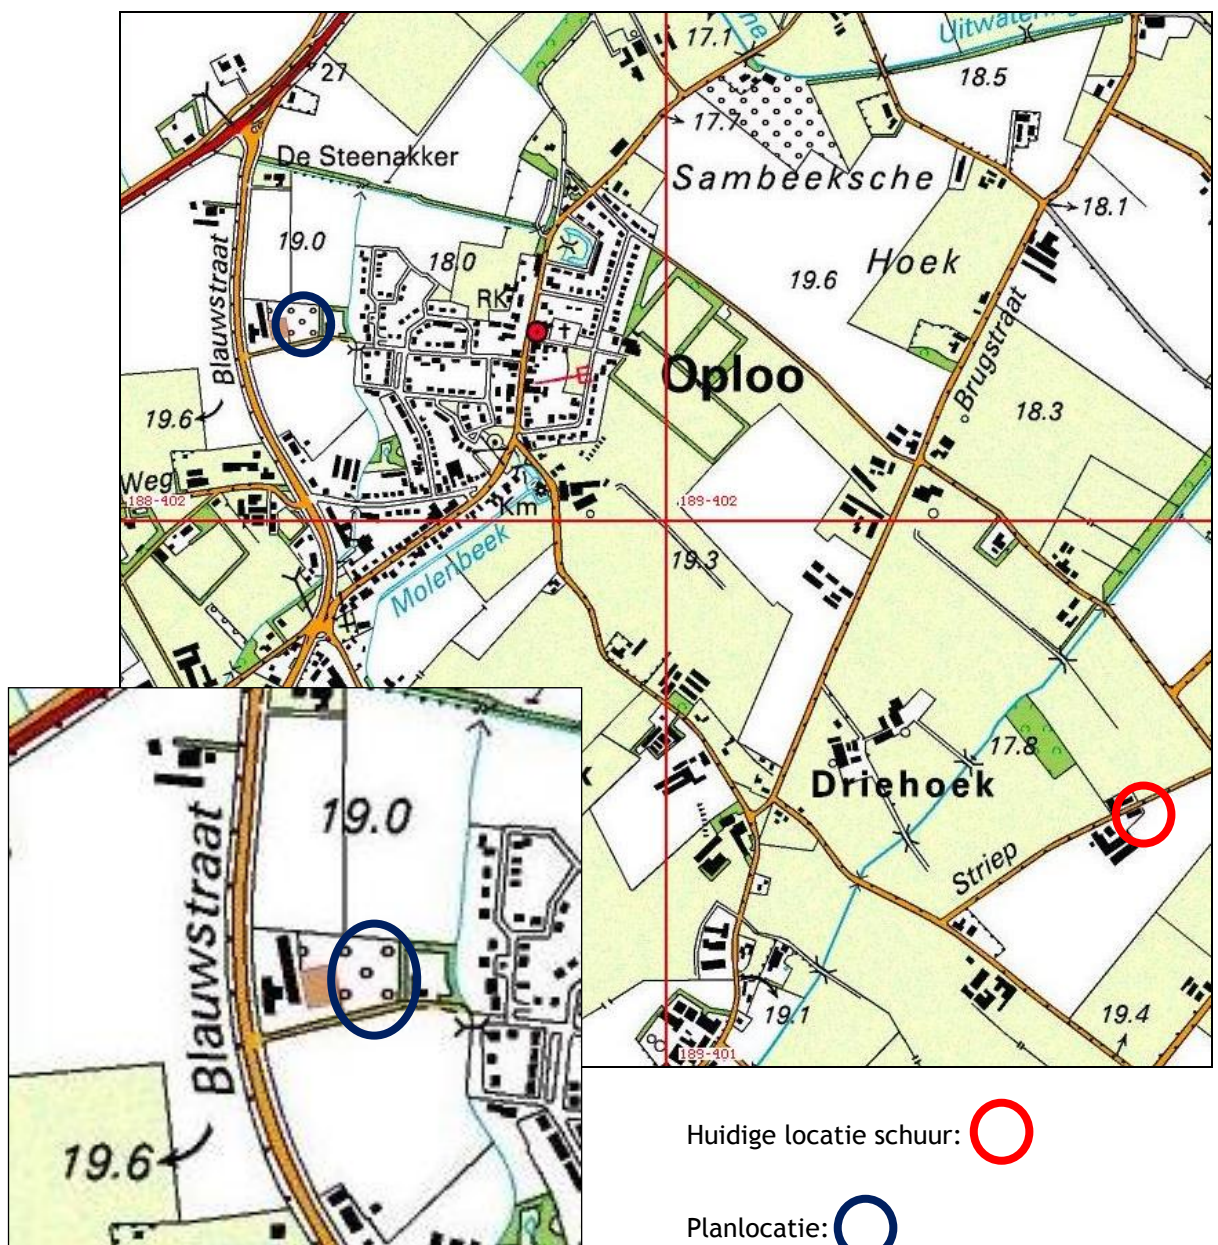 17.1
Uitwatering
27
18.5
17.7
De Steenakker
Sambeeksche
18.1
19.0
Blauwstraat
18.0
Hoek
19.6
RK
Brugstraat
Oploo
E
18.3
19.6
Weg
188-402
189-402
Km
19.3
Molenbeek
17.8
Driehoek
Striep
19.1
19.4
189-401
19.0
Blauwstraat
19.6
Huidige locatie schuur:
Planlocatie: